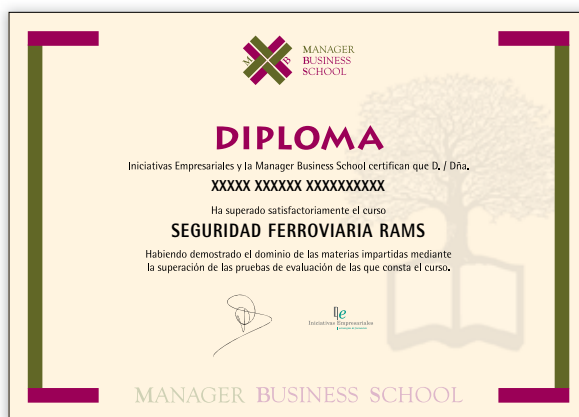 M B
MANAGER
BUSINESS
SCHOOL
DIPLOMA
Iniciativas Empresariales y la Manager Business School certifican que D. / Dña.
XXXXX XXXXXX XXXXXXXXXX
Ha superado satisfactoriamente el curso
SEGURIDAD FERROVIARIA RAMS
Habiendo demostrado el dominio de las materias impartidas mediante
la superación de las pruebas de evaluación de las que consta el curso.
Iniciativas Empresariales
MANAGER BUSINESS SCHOOL